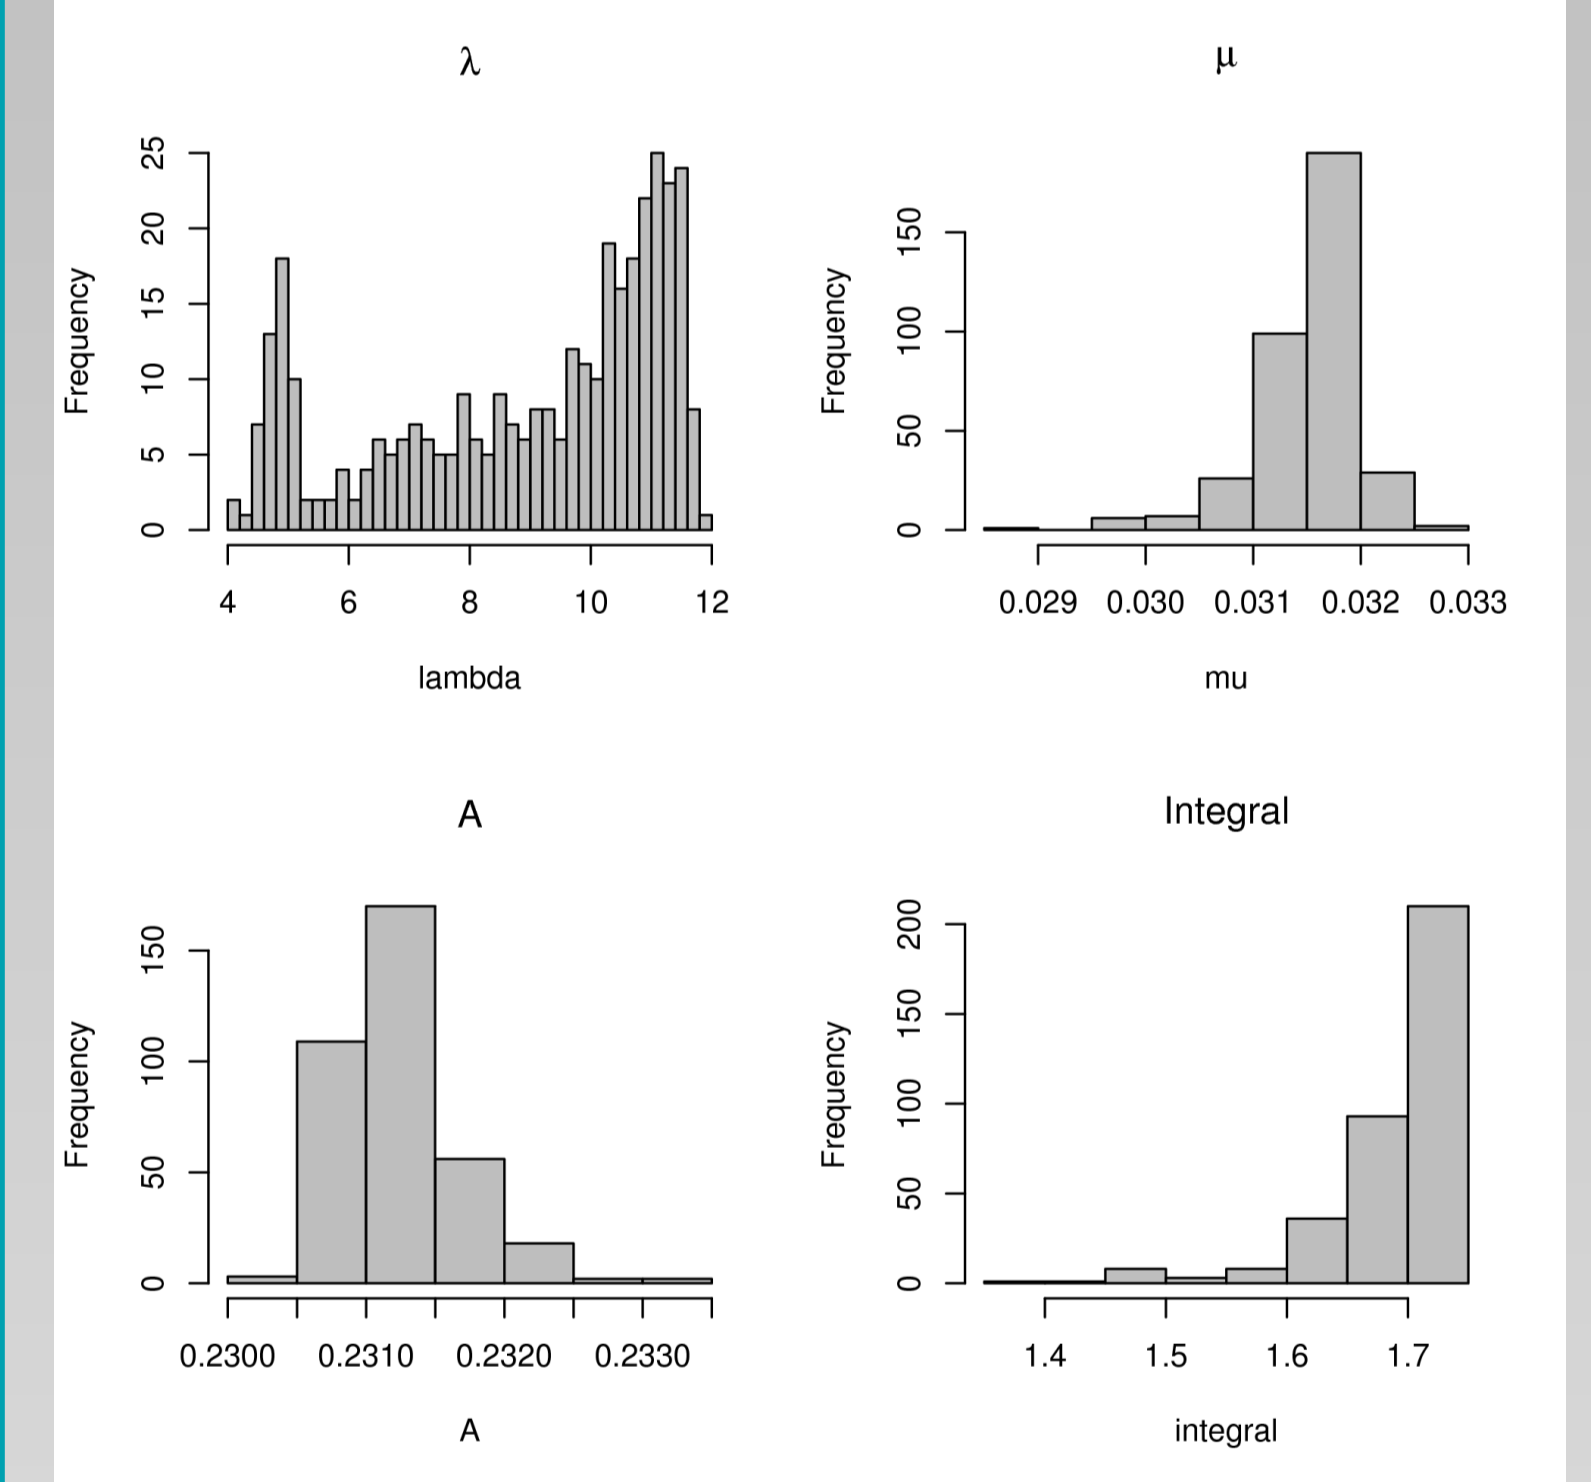 λ
Frequency
0 5 10 15 20 25
4 6 8 10 12
lambda
μ
Frequency
0 50 100 150
0.029 0.030 0.031 0.032 0.033
mu
A
Frequency
0 50 100 150
0.2300 0.2310 0.2320 0.2330
A
Integral
Frequency
0 50 100 150 200
1.4 1.5 1.6 1.7
integral